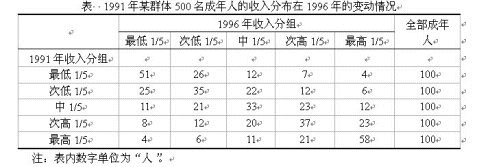 表  1991 年某群体 500 名成年人的收入分布在 1996 年的变动情况
1996 年收入分组 全部成年人
最低 1/5 次低 1/5 中 1/5 次高 1/5 最高 1/5
1991 年收入分组
最低 1/5 51 26 12 7 4 100
次低 1/5 25 35 22 12 6 100
中 1/5 11 21 33 23 12 100
次高 1/5 8 12 20 37 23 100
最高 1/5 4 6 11 21 58 100
注：表内数字单位为“人”。